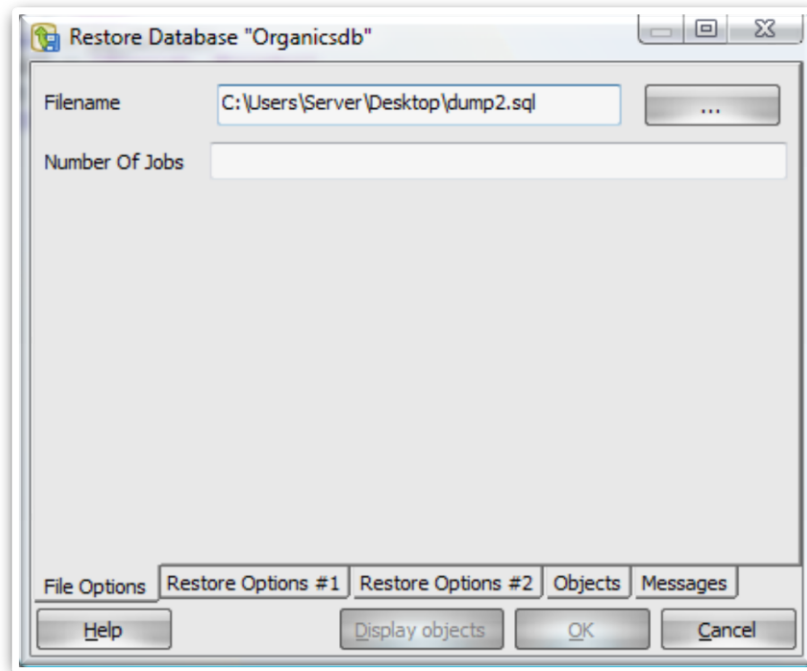 Restore Database "Organicsdb"
Filename C:\Users\Server\Desktop\dump2.sql ...
Number Of Jobs
File Options Restore Options #1 Restore Options #2 Objects Messages
Help Display objects OK Cancel